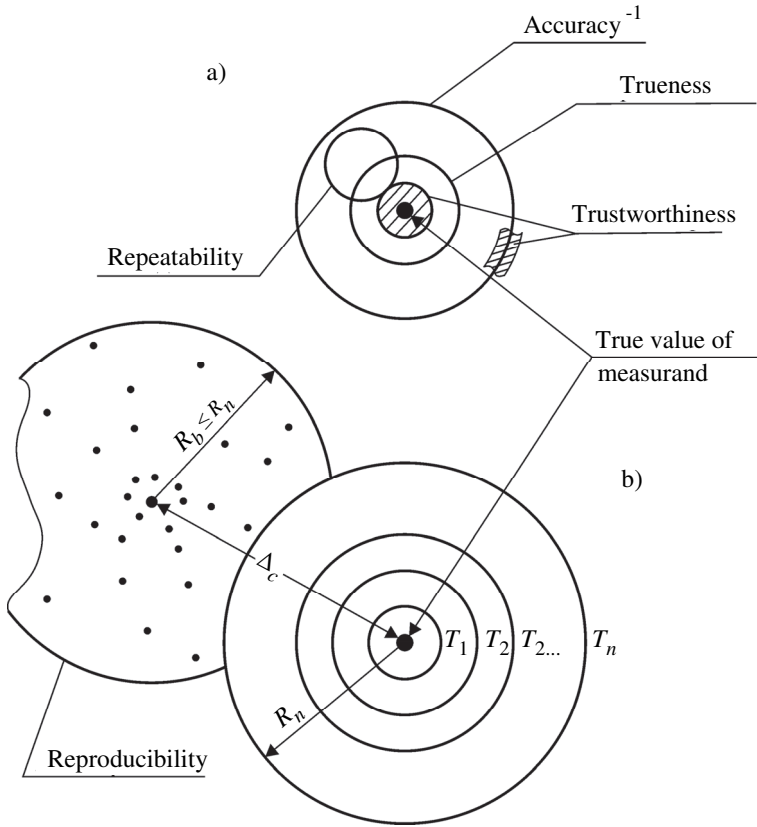 Accuracy⁻¹
a)
Trueness
Trustworthiness
Repeatability
True value of
measurand
R_b ≤ R_n
b)
Δ_c
T_1 T_2 T_2... T_n
R_n
Reproducibility